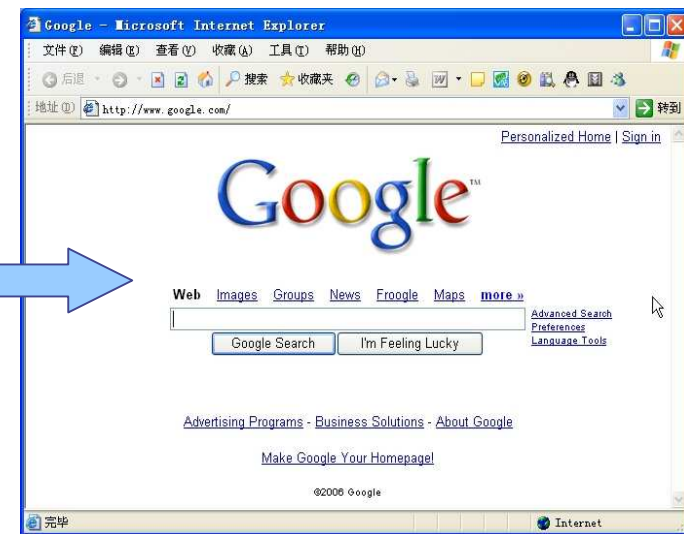 Google - Microsoft Internet Explorer
文件(F) 编辑(E) 查看(V) 收藏(A) 工具(T) 帮助(H)
后退 搜索 收藏夹
地址(D) http://www.google.com/ 转到
Personalized Home | Sign in
Google™
Web Images Groups News Froogle Maps more »
Advanced Search
Preferences
Language Tools
Google Search I'm Feeling Lucky
Advertising Programs - Business Solutions - About Google
Make Google Your Homepage!
©2006 Google
完毕 Internet